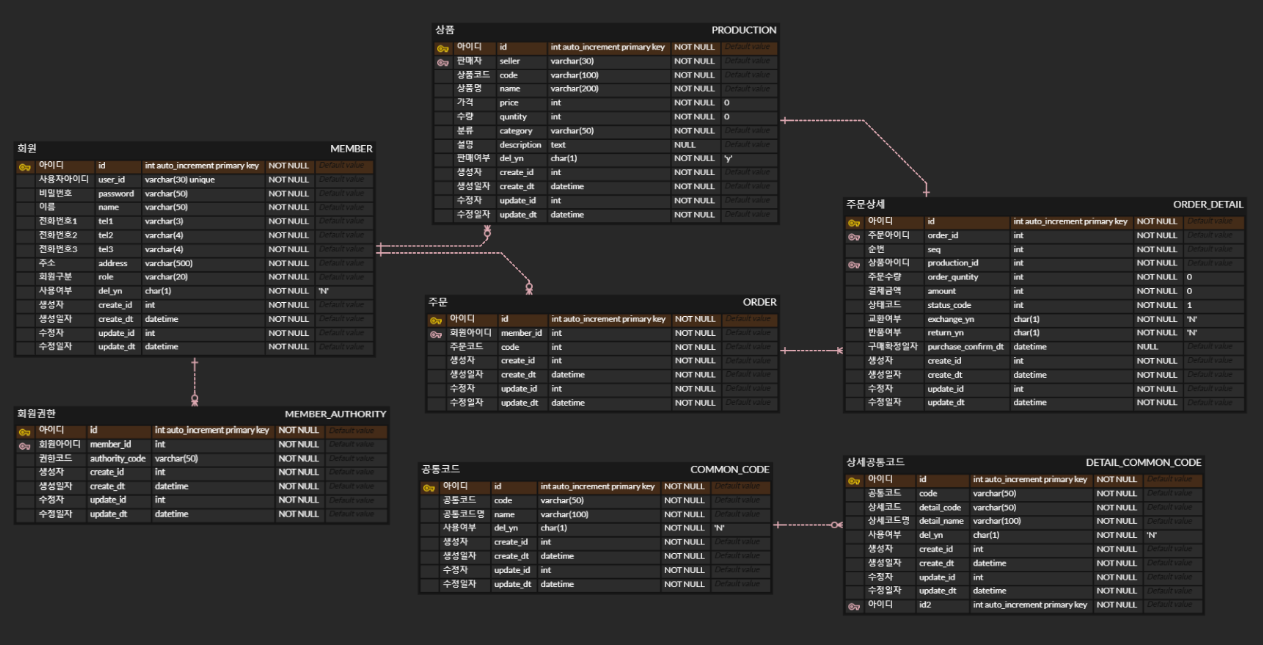 상품 PRODUCTION
아이디 id int auto_increment primary key NOT NULL Default value
판매자 seller varchar(30) NOT NULL Default value
상품코드 code varchar(100) NOT NULL Default value
상품명 name varchar(200) NOT NULL Default value
가격 price int NOT NULL 0
수량 quntity int NOT NULL 0
분류 category varchar(50) NOT NULL Default value
설명 description text NULL Default value
판매여부 del_yn char(1) NOT NULL 'y'
생성자 create_id int NOT NULL Default value
생성일자 create_dt datetime NOT NULL Default value
수정자 update_id int NOT NULL Default value
수정일자 update_dt datetime NOT NULL Default value
회원 MEMBER
아이디 id int auto_increment primary key NOT NULL Default value
사용자아이디 user_id varchar(30) unique NOT NULL Default value
비밀번호 password varchar(50) NOT NULL Default value
이름 name varchar(50) NOT NULL Default value
전화번호1 tel1 varchar(3) NOT NULL Default value
전화번호2 tel2 varchar(4) NOT NULL Default value
전화번호3 tel3 varchar(4) NOT NULL Default value
주소 address varchar(500) NOT NULL Default value
회원구분 role varchar(20) NOT NULL Default value
사용여부 del_yn char(1) NOT NULL 'N'
생성자 create_id int NOT NULL Default value
생성일자 create_dt datetime NOT NULL Default value
수정자 update_id int NOT NULL Default value
수정일자 update_dt datetime NOT NULL Default value
주문상세 ORDER_DETAIL
아이디 id int auto_increment primary key NOT NULL Default value
주문아이디 order_id int NOT NULL Default value
순번 seq int NOT NULL Default value
상품아이디 production_id int NOT NULL Default value
주문수량 order_quntity int NOT NULL 0
결제금액 amount int NOT NULL 0
상태코드 status_code int NOT NULL 1
교환여부 exchange_yn char(1) NOT NULL 'N'
반품여부 return_yn char(1) NOT NULL 'N'
구매확정일자 purchase_confirm_dt datetime NULL Default value
생성자 create_id int NOT NULL Default value
생성일자 create_dt datetime NOT NULL Default value
수정자 update_id int NOT NULL Default value
수정일자 update_dt datetime NOT NULL Default value
주문 ORDER
아이디 id int auto_increment primary key NOT NULL Default value
회원아이디 member_id int NOT NULL Default value
주문코드 code int NOT NULL Default value
생성자 create_id int NOT NULL Default value
생성일자 create_dt datetime NOT NULL Default value
수정자 update_id int NOT NULL Default value
수정일자 update_dt datetime NOT NULL Default value
회원권한 MEMBER_AUTHORITY
아이디 id int auto_increment primary key NOT NULL Default value
회원아이디 member_id int NOT NULL Default value
권한코드 authority_code varchar(50) NOT NULL Default value
생성자 create_id int NOT NULL Default value
생성일자 create_dt datetime NOT NULL Default value
수정자 update_id int NOT NULL Default value
수정일자 update_dt datetime NOT NULL Default value
공통코드 COMMON_CODE
아이디 id int auto_increment primary key NOT NULL Default value
공통코드 code varchar(50) NOT NULL Default value
공통코드명 name varchar(100) NOT NULL Default value
사용여부 del_yn char(1) NOT NULL 'N'
생성자 create_id int NOT NULL Default value
생성일자 create_dt datetime NOT NULL Default value
수정자 update_id int NOT NULL Default value
수정일자 update_dt datetime NOT NULL Default value
상세공통코드 DETAIL_COMMON_CODE
아이디 id int auto_increment primary key NOT NULL Default value
공통코드 code varchar(50) NOT NULL Default value
상세코드 detail_code varchar(50) NOT NULL Default value
상세코드명 detail_name varchar(100) NOT NULL Default value
사용여부 del_yn char(1) NOT NULL 'N'
생성자 create_id int NOT NULL Default value
생성일자 create_dt datetime NOT NULL Default value
수정자 update_id int NOT NULL Default value
수정일자 update_dt datetime NOT NULL Default value
아이디 id2 int auto_increment primary key NOT NULL Default value